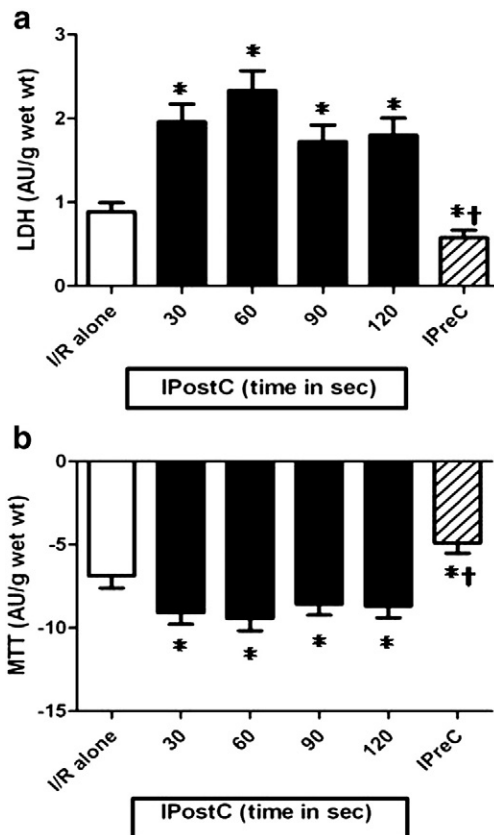 a
LDH (AU/g wet wt)
3
2
1
0
*
*
*
*
*†
I/R alone
30
60
90
120
IPreC
IPostC (time in sec)
b
MTT (AU/g wet wt)
0
-5
-10
-15
*
*
*
*
*†
I/R alone
30
60
90
120
IPreC
IPostC (time in sec)